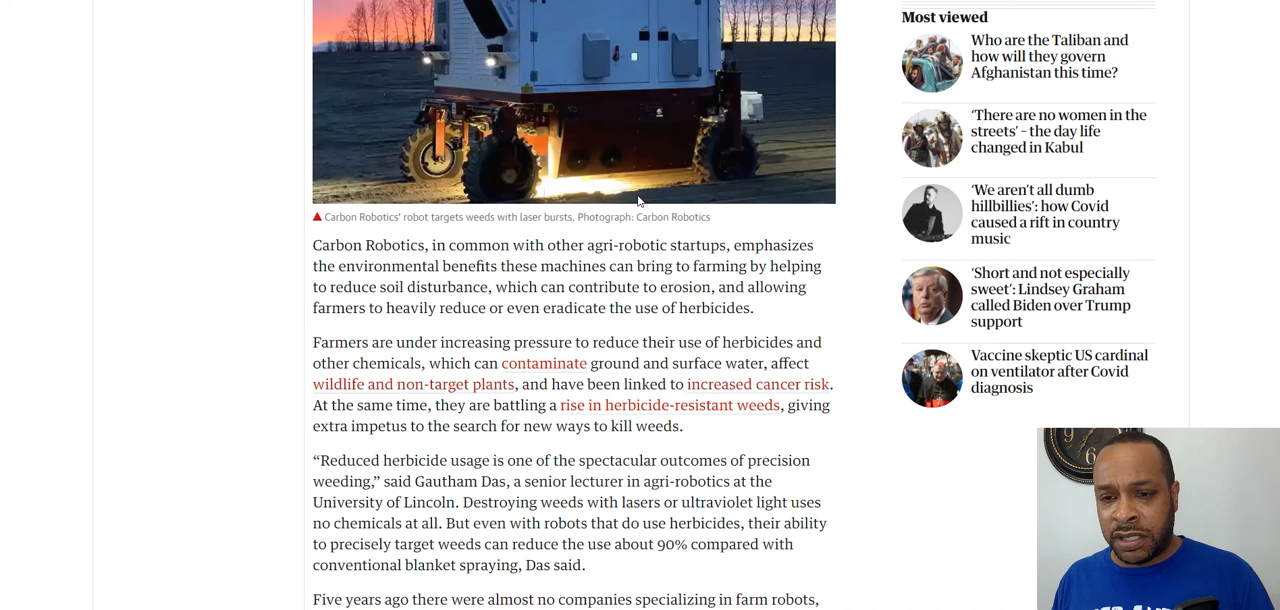 ▲ Carbon Robotics' robot targets weeds with laser bursts. Photograph: Carbon Robotics
Carbon Robotics, in common with other agri-robotic startups, emphasizes
the environmental benefits these machines can bring to farming by helping
to reduce soil disturbance, which can contribute to erosion, and allowing
farmers to heavily reduce or even eradicate the use of herbicides.
Farmers are under increasing pressure to reduce their use of herbicides and
other chemicals, which can contaminate ground and surface water, affect
wildlife and non-target plants, and have been linked to increased cancer risk.
At the same time, they are battling a rise in herbicide-resistant weeds, giving
extra impetus to the search for new ways to kill weeds.
“Reduced herbicide usage is one of the spectacular outcomes of precision
weeding,” said Gautham Das, a senior lecturer in agri-robotics at the
University of Lincoln. Destroying weeds with lasers or ultraviolet light uses
no chemicals at all. But even with robots that do use herbicides, their ability
to precisely target weeds can reduce the use about 90% compared with
conventional blanket spraying, Das said.
Five years ago there were almost no companies specializing in farm robots,
Most viewed
Who are the Taliban and
how will they govern
Afghanistan this time?
‘There are no women in the
streets’ – the day life
changed in Kabul
‘We aren’t all dumb
hillbillies’: how Covid
caused a rift in country
music
‘Short and not especially
sweet’: Lindsey Graham
called Biden over Trump
support
Vaccine skeptic US cardinal
on ventilator after Covid
diagnosis